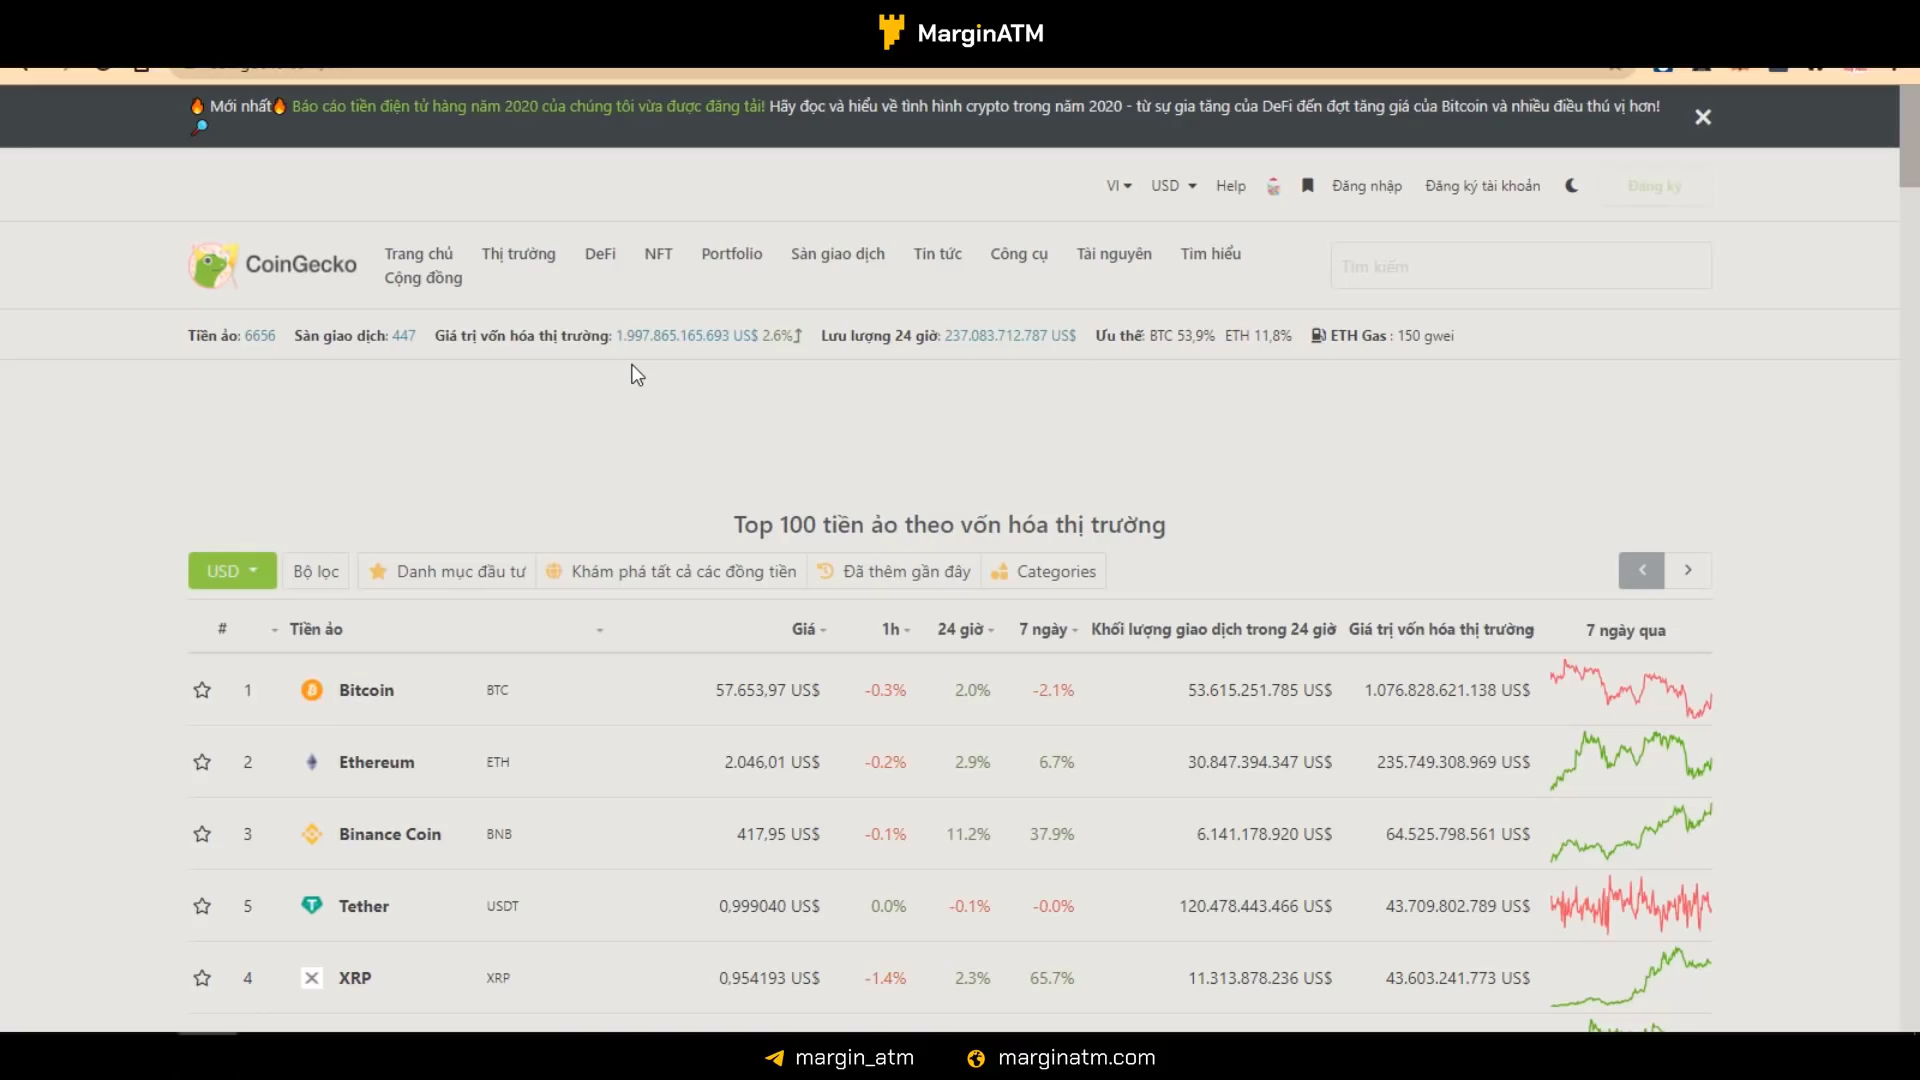 MarginATM
🔥 Mới nhất🔥 Báo cáo tiền điện tử hàng năm 2020 của chúng tôi vừa được đăng tải! Hãy đọc và hiểu về tình hình crypto trong năm 2020 - từ sự gia tăng của DeFi đến đợt tăng giá của Bitcoin và nhiều điều thú vị hơn!
VI USD Help Đăng nhập Đăng ký tài khoản Đăng ký
CoinGecko Trang chủ Thị trường DeFi NFT Portfolio Sàn giao dịch Tin tức Công cụ Tài nguyên Tìm hiểu Tìm kiếm
Cộng đồng
Tiền ảo: 6656 Sàn giao dịch: 447 Giá trị vốn hóa thị trường: 1.997.865.165.693 US$ 2.6% Lưu lượng 24 giờ: 237.083.712.787 US$ Ưu thế: BTC 53,9% ETH 11,8% ETH Gas : 150 gwei
Top 100 tiền ảo theo vốn hóa thị trường
USD Bộ lọc Danh mục đầu tư Khám phá tất cả các đồng tiền Đã thêm gần đây Categories
# Tiền ảo Giá 1h 24 giờ 7 ngày Khối lượng giao dịch trong 24 giờ Giá trị vốn hóa thị trường 7 ngày qua
1 Bitcoin BTC 57.653,97 US$ -0.3% 2.0% -2.1% 53.615.251.785 US$ 1.076.828.621.138 US$
2 Ethereum ETH 2.046,01 US$ -0.2% 2.9% 6.7% 30.847.394.347 US$ 235.749.308.969 US$
3 Binance Coin BNB 417,95 US$ -0.1% 11.2% 37.9% 6.141.178.920 US$ 64.525.798.561 US$
5 Tether USDT 0,999040 US$ 0.0% -0.1% -0.0% 120.478.443.466 US$ 43.709.802.789 US$
4 XRP XRP 0,954193 US$ -1.4% 2.3% 65.7% 11.313.878.236 US$ 43.603.241.773 US$
margin_atm marginatm.com